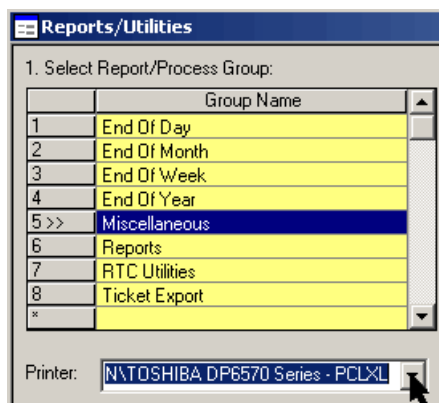 Reports/Utilities
1. Select Report/Process Group:
Group Name
1 End Of Day
2 End Of Month
3 End Of Week
4 End Of Year
5 >> Miscellaneous
6 Reports
7 RTC Utilities
8 Ticket Export
*
Printer: N\TOSHIBA DP6570 Series - PCLXL